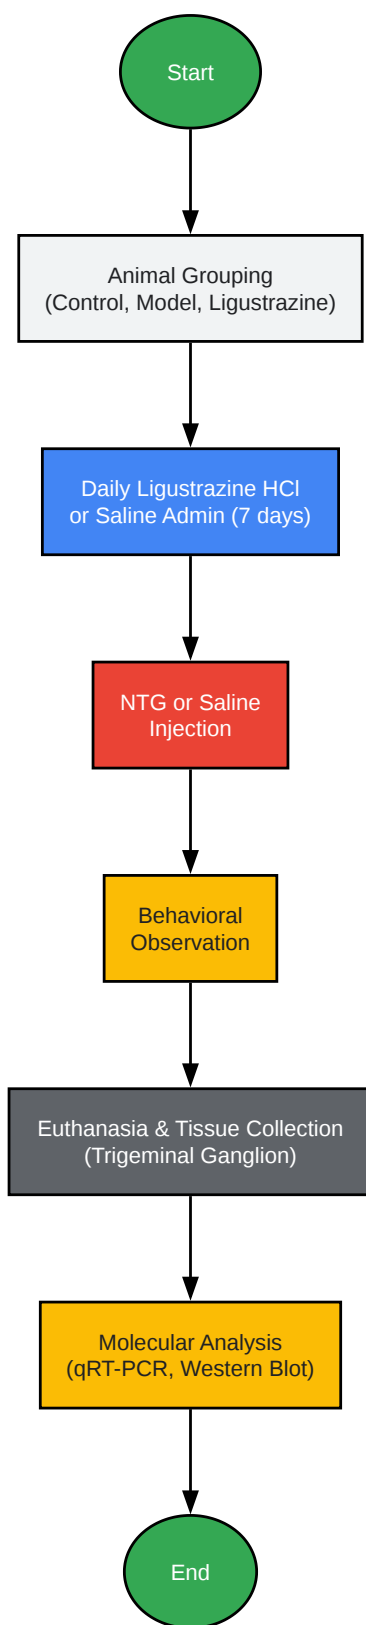 Start
Animal Grouping
(Control, Model, Ligustrazine)
Daily Ligustrazine HCl
or Saline Admin (7 days)
NTG or Saline
Injection
Behavioral
Observation
Euthanasia & Tissue Collection
(Trigeminal Ganglion)
Molecular Analysis
(qRT-PCR, Western Blot)
End